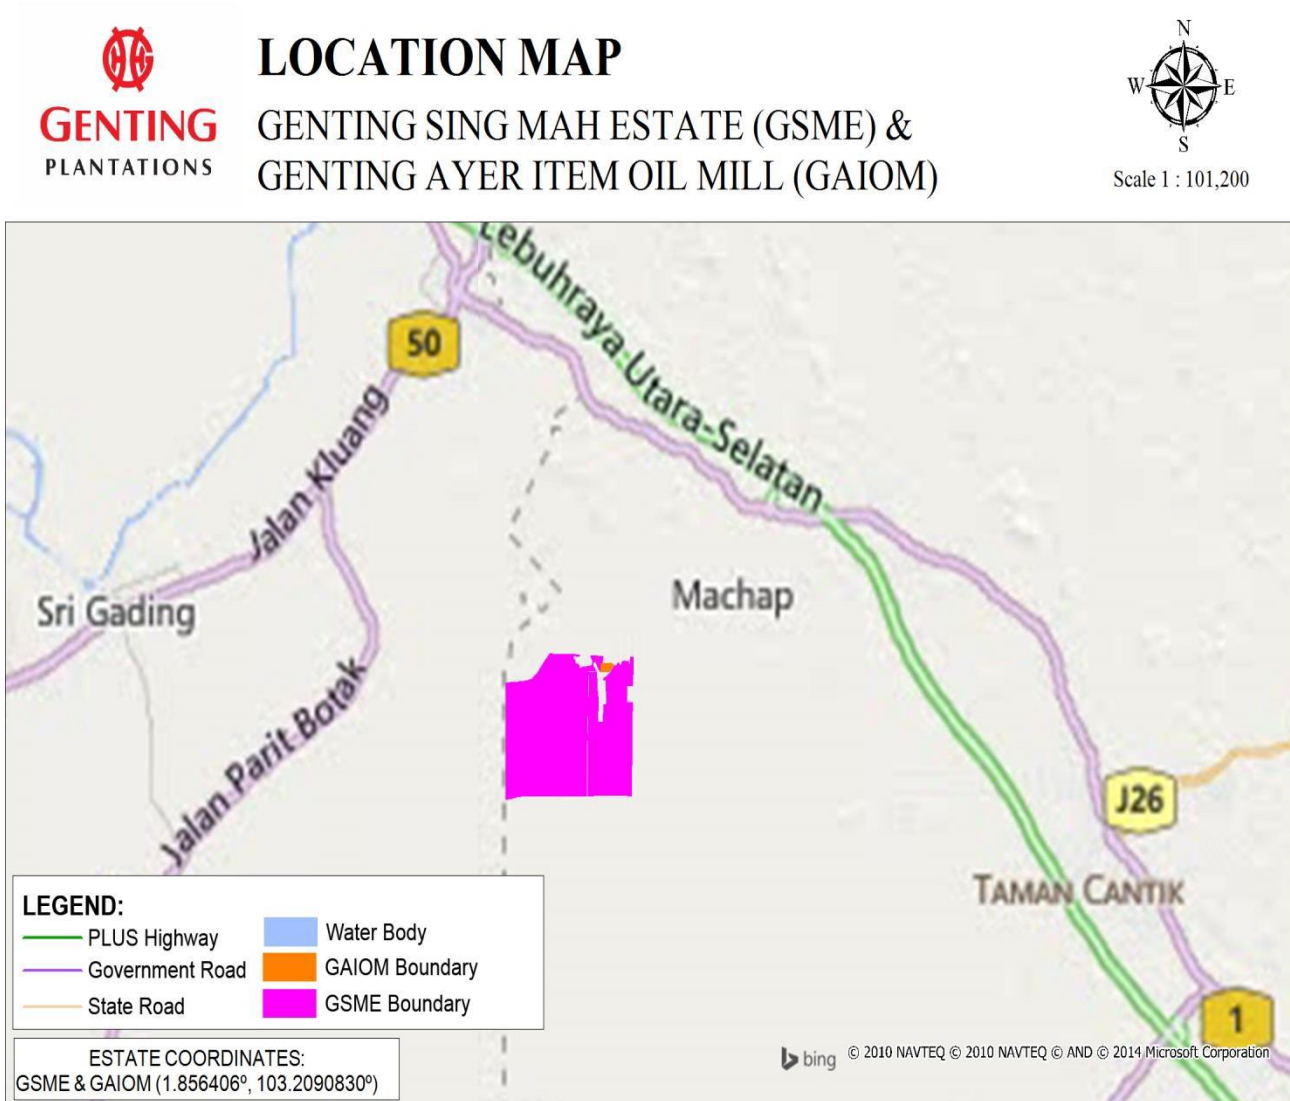 GENTING
PLANTATIONS
LOCATION MAP
GENTING SING MAH ESTATE (GSME) &
GENTING AYER ITEM OIL MILL (GAIOM)
N
W E
S
Scale 1 : 101,200
Lebuhraya Utara-Selatan
50
Jalan Kluang
Machap
Sri Gading
Jalan Parit Botak
J26
TAMAN CANTIK
1
LEGEND:
PLUS Highway
Government Road
State Road
Water Body
GAIOM Boundary
GSME Boundary
ESTATE COORDINATES:
GSME & GAIOM (1.856406º, 103.2090830º)
bing © 2010 NAVTEQ © 2010 NAVTEQ © AND © 2014 Microsoft Corporation